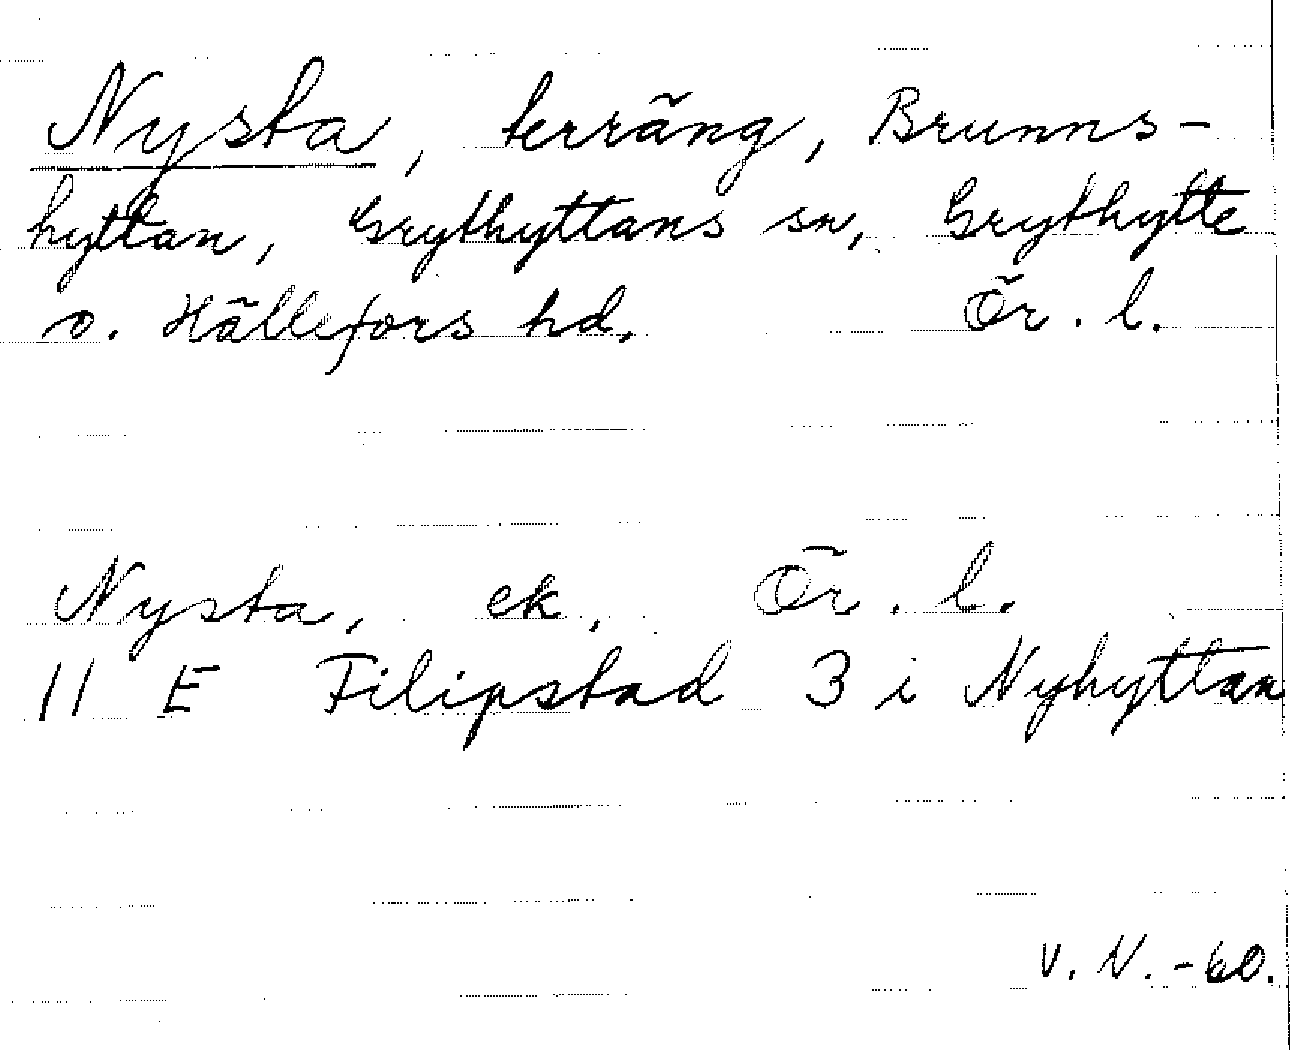 Nysta, terräng, Brunns-
hyttan, Grythyttans sn, Grythytte
o. Hällefors hd. Ör. l.
Nysta, ek. Ör. l.
11 E Filipstad 3 i Nyhyttan
V. N. -60.